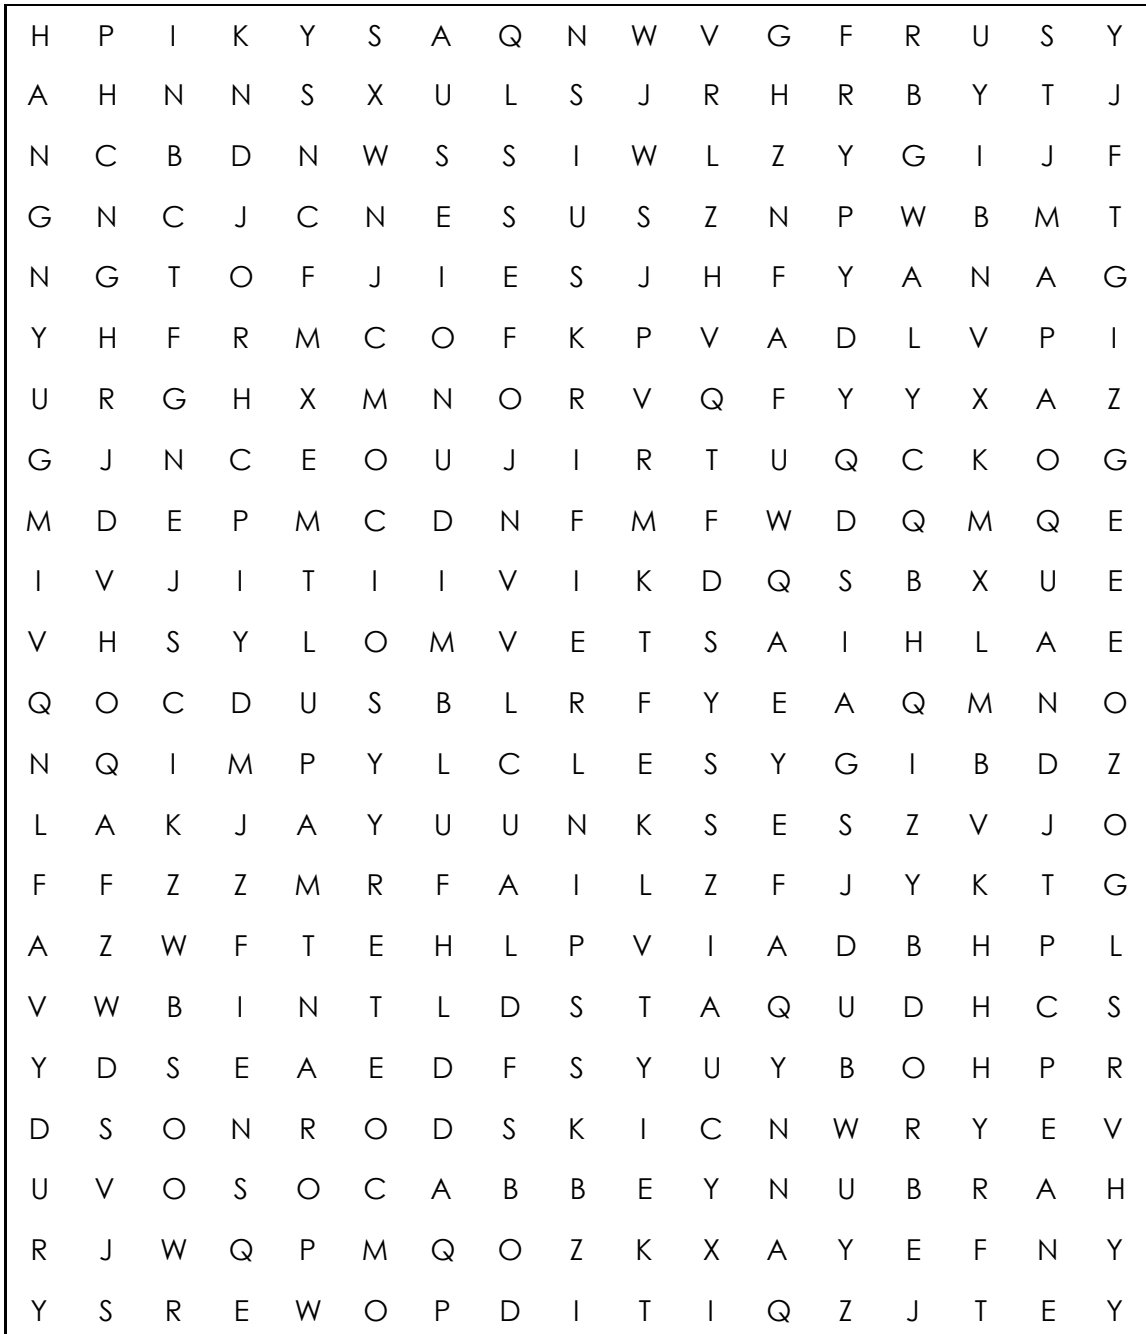 H P I K Y S A Q N W V G F R U S Y
A H N N S X U L S J R H R B Y T J
N C B D N W S S I W L Z Y G I J F
G N C J C N E S U S Z N P W B M T
N G T O F J I E S J H F Y A N A G
Y H F R M C O F K P V A D L V P I
U R G H X M N O R V Q F Y Y X A Z
G J N C E O U J I R T U Q C K O G
M D E P M C D N F M F W D Q M Q E
I V J I T I I V I K D Q S B X U E
V H S Y L O M V E T S A I H L A E
Q O C D U S B L R F Y E A Q M N O
N Q I M P Y L C L E S Y G I B D Z
L A K J A Y U U N K S E S Z V J O
F F Z Z M R F A I L Z F J Y K T G
A Z W F T E H L P V I A D B H P L
V W B I N T L D S T A Q U D H C S
Y D S E A E D F S Y U Y B O H P R
D S O N R O D S K I C N W R Y E V
U V O S O C A B B E Y N U B R A H
R J W Q P M Q O Z K X A Y E F N Y
Y S R E W O P D I T I Q Z J T E Y